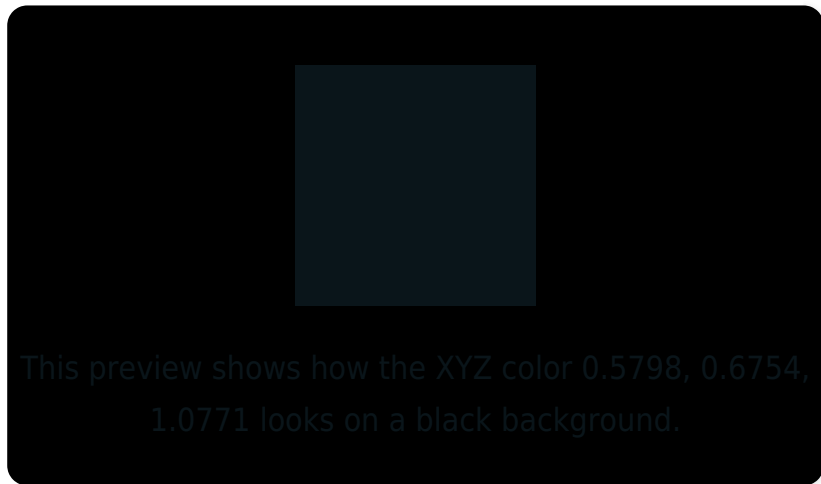 This preview shows how the XYZ color 0.5798, 0.6754,
1.0771 looks on a black background.